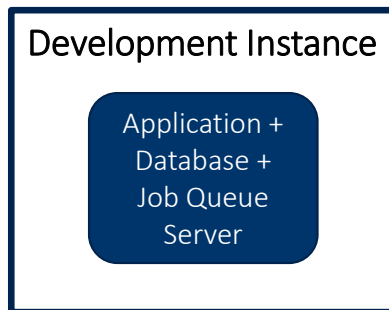 Development Instance
Application +
Database +
Job Queue
Server